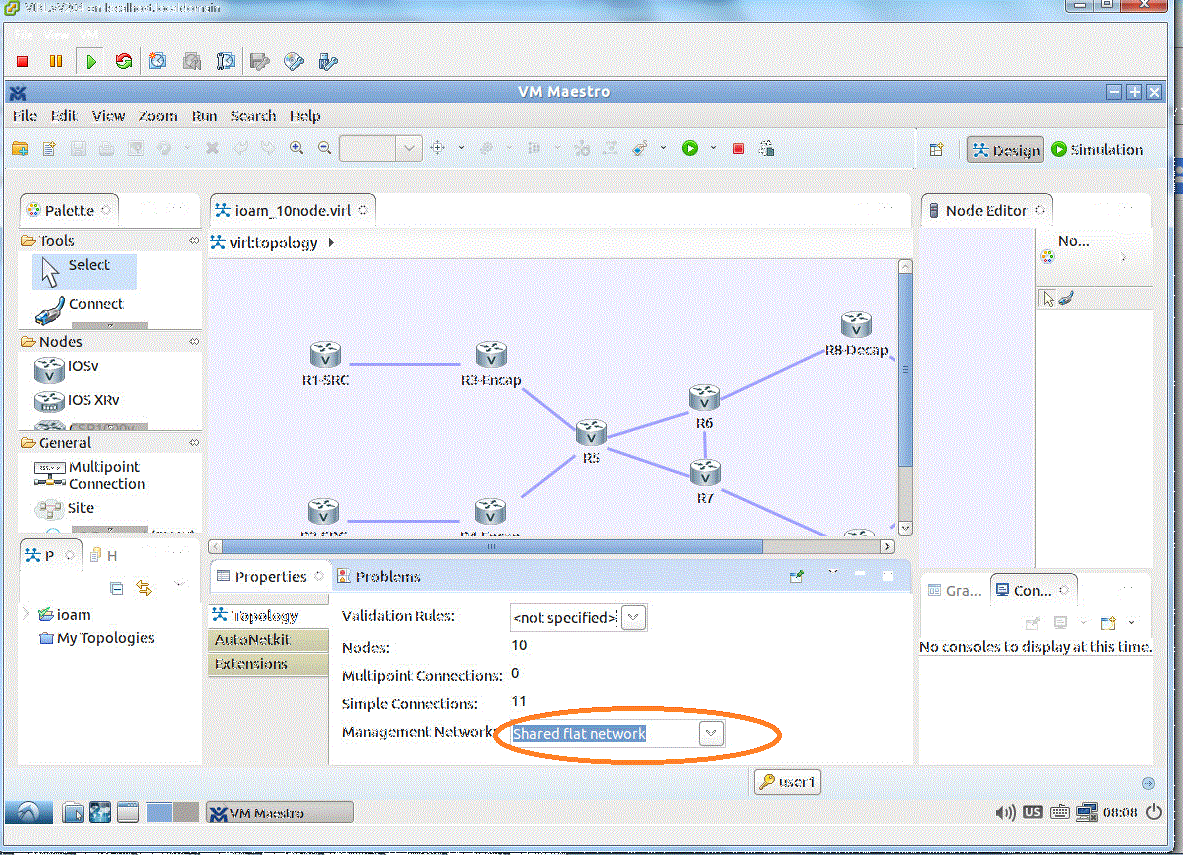 VM Maestro
File Edit View Zoom Run Search Help
Design Simulation
Palette
ioam_10node.virl
Node Editor
Tools
virl:topology
No...
Select
Connect
Nodes
IOSv
IOS XRv
General
Multipoint
Connection
Site
R8-Decap
R1-SRC
R3-Encap
R6
R5
R7
P
H
ioam
My Topologies
Properties
Problems
Topology
AutoNetkit
Extensions
Validation Rules: <not specified>
Nodes: 10
Multipoint Connections: 0
Simple Connections: 11
Management Network: Shared flat network
Gra...
Con...
No consoles to display at this time.
user1
VM Maestro
US
08:08